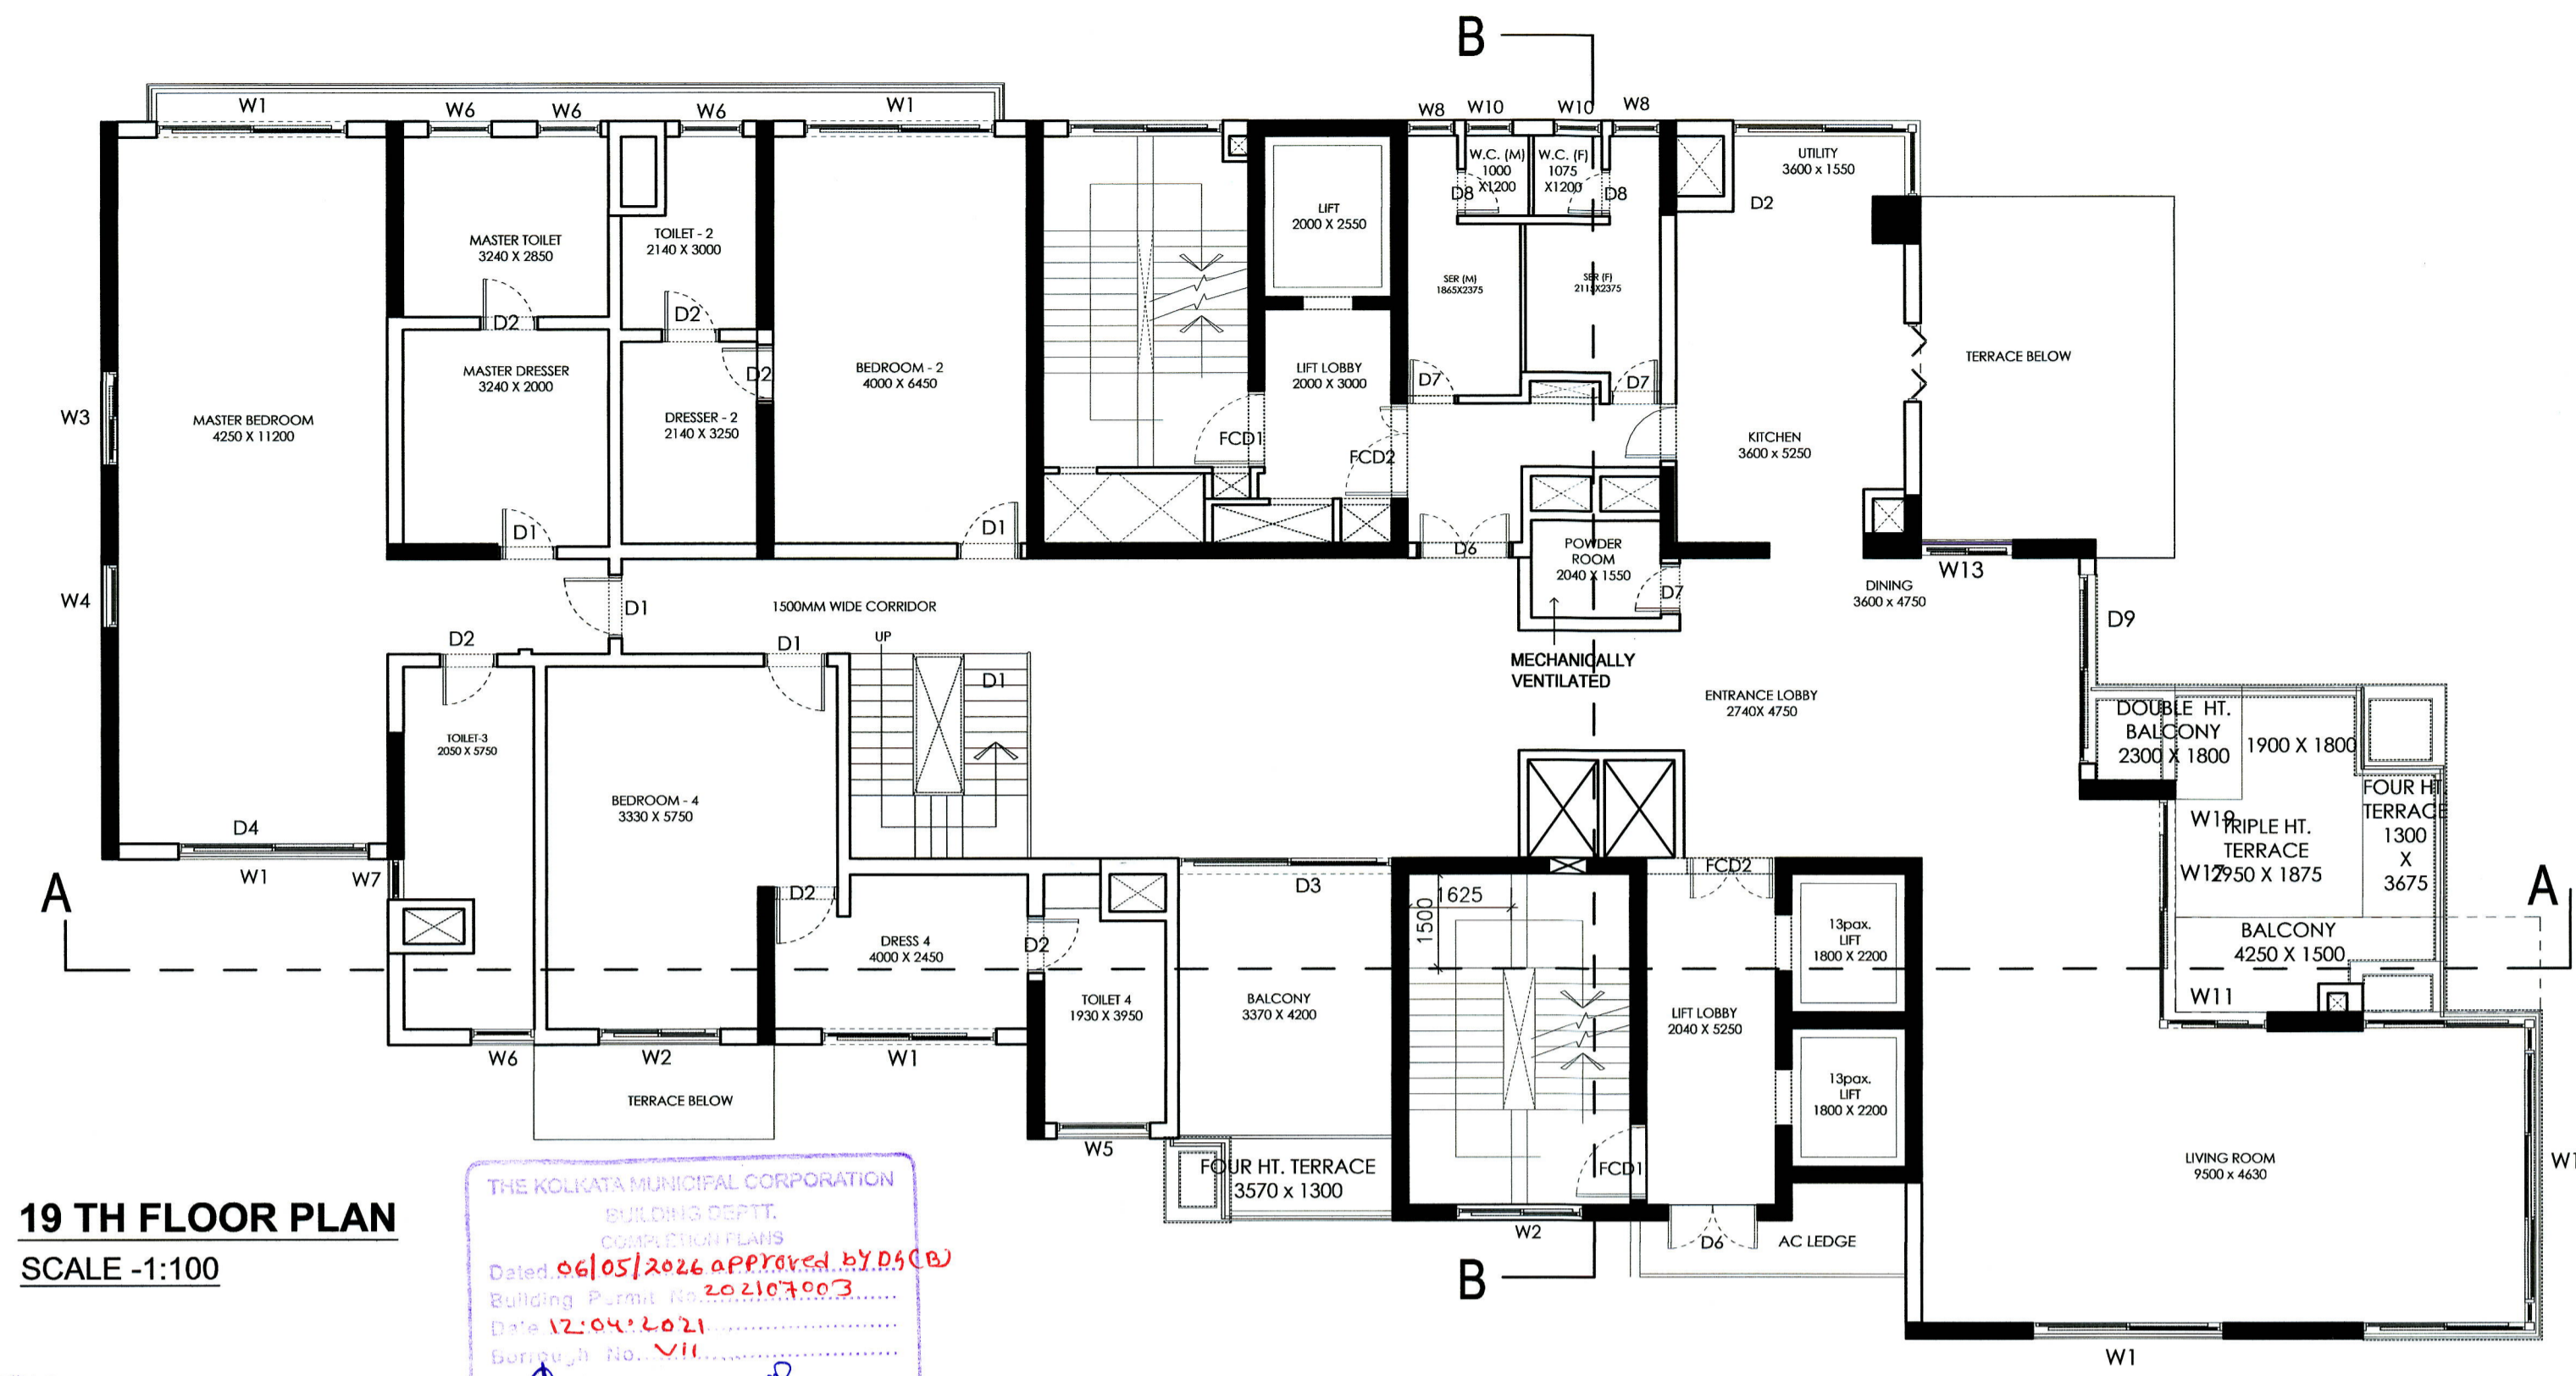 B
W1
W6
W6
W6
W1
W8
W10
W10
W8
W.C. (M)
1000
X1200
W.C. (F)
1075
X1200
D8
D8
UTILITY
3600 x 1550
D2
LIFT
2000 X 2550
MASTER TOILET
3240 X 2850
TOILET - 2
2140 X 3000
SER (M)
1865X2375
SER (F)
D2
D2
D2
MASTER DRESSER
3240 X 2000
BEDROOM - 2
4000 X 6450
LIFT LOBBY
2000 X 3000
D7
D7
TERRACE BELOW
W3
MASTER BEDROOM
4250 X 11200
DRESSER - 2
2140 X 3250
FCD1
FCD2
KITCHEN
3600 x 5250
D1
D1
D6
POWDER
ROOM
2040 X 1550
W13
W4
D1
1500MM WIDE CORRIDOR
D7
DINING
3600 x 4750
D9
D2
D1
UP
MECHANICALLY
VENTILATED
D1
ENTRANCE LOBBY
2740X 4750
TOILET-3
2050 X 5750
DOUBLE HT.
BALCONY
2300 X 1800
1900 X 1800
BEDROOM - 4
3330 X 5750
FOUR HT.
TERRACE
1300
X
3675
D4
W19
TRIPLE HT.
TERRACE
2950 X 1875
W17
W1
W7
A
D2
D3
1625
1500
FCD2
A
13pax.
LIFT
1800 X 2200
DRESS 4
4000 X 2450
D2
BALCONY
4250 X 1500
TOILET 4
1930 X 3950
BALCONY
3370 X 4200
LIFT LOBBY
2040 X 5250
W11
W6
W2
W1
13pax.
LIFT
1800 X 2200
TERRACE BELOW
W5
FOUR HT. TERRACE
3570 x 1300
FCD1
LIVING ROOM
9500 x 4630
W2
D6
AC LEDGE
W1
B
19 TH FLOOR PLAN
SCALE -1:100
THE KOLKATA MUNICIPAL CORPORATION
BUILDING DEPTT.
COMPLETION PLANS
Dated 06/05/2026 approved by DG(B)
Building Permit No. 202107003
Date 12.04.2021
Borrough No. VII